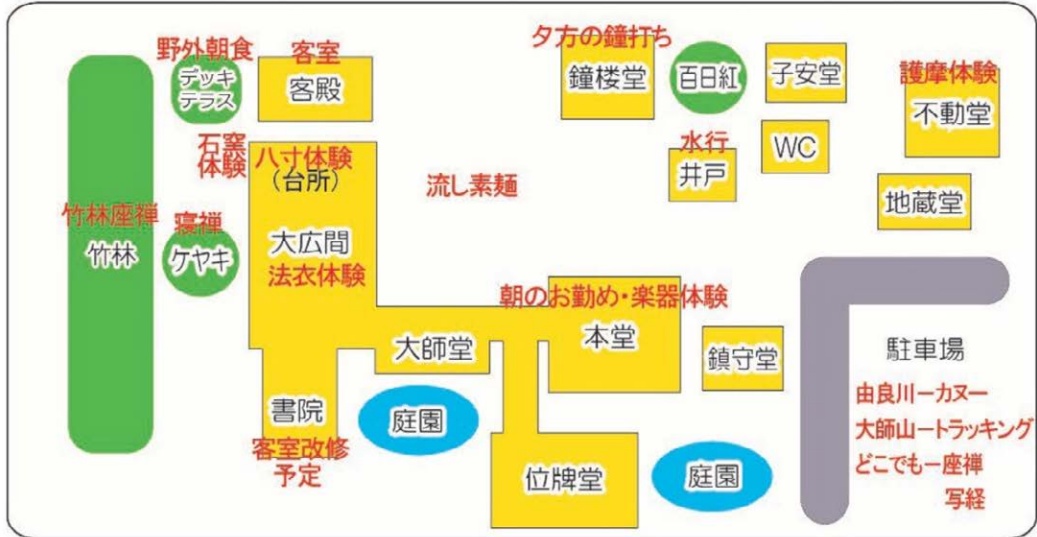 野外朝食
デッキ
テラス
客室
客殿
夕方の鐘打ち
鐘楼堂
百日紅
子安堂
護摩体験
不動堂
石窯
体験
八寸体験
(台所)
流し素麺
水行
井戸
WC
地蔵堂
竹林座禅
竹林
寝禅
ケヤキ
大広間
法衣体験
朝のお勤め・楽器体験
本堂
大師堂
鎮守堂
駐車場
書院
客室改修
予定
庭園
位牌堂
庭園
由良川ーカヌー
大師山ートラッキング
どこでもー座禅
写経